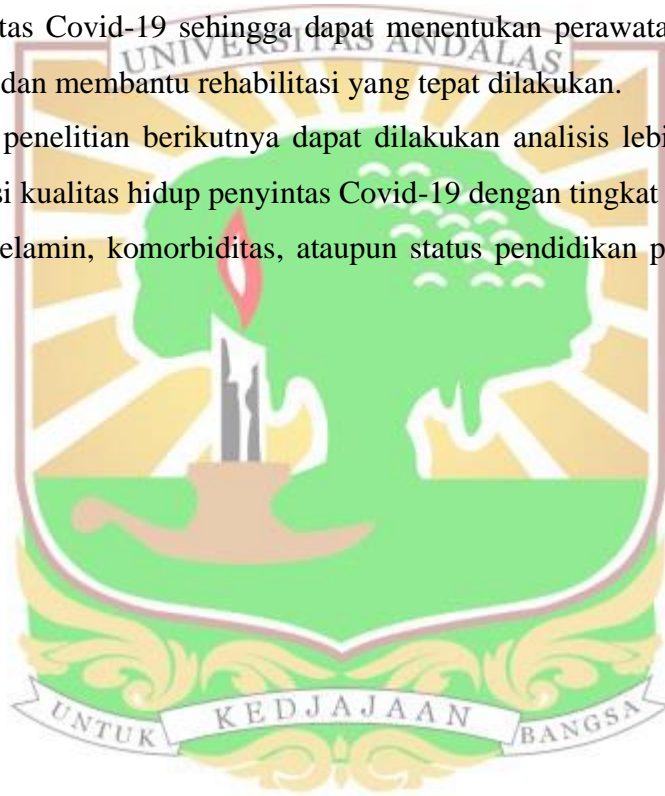 tas Covid-19 sehingga dapat menentukan perawata
UNIVERSITAS ANDALAS
dan membantu rehabilitasi yang tepat dilakukan.
penelitian berikutnya dapat dilakukan analisis lebi
si kualitas hidup penyintas Covid-19 dengan tingkat
elamin, komorbiditas, ataupun status pendidikan p
UNTUK KEDJAJAAN BANGSA